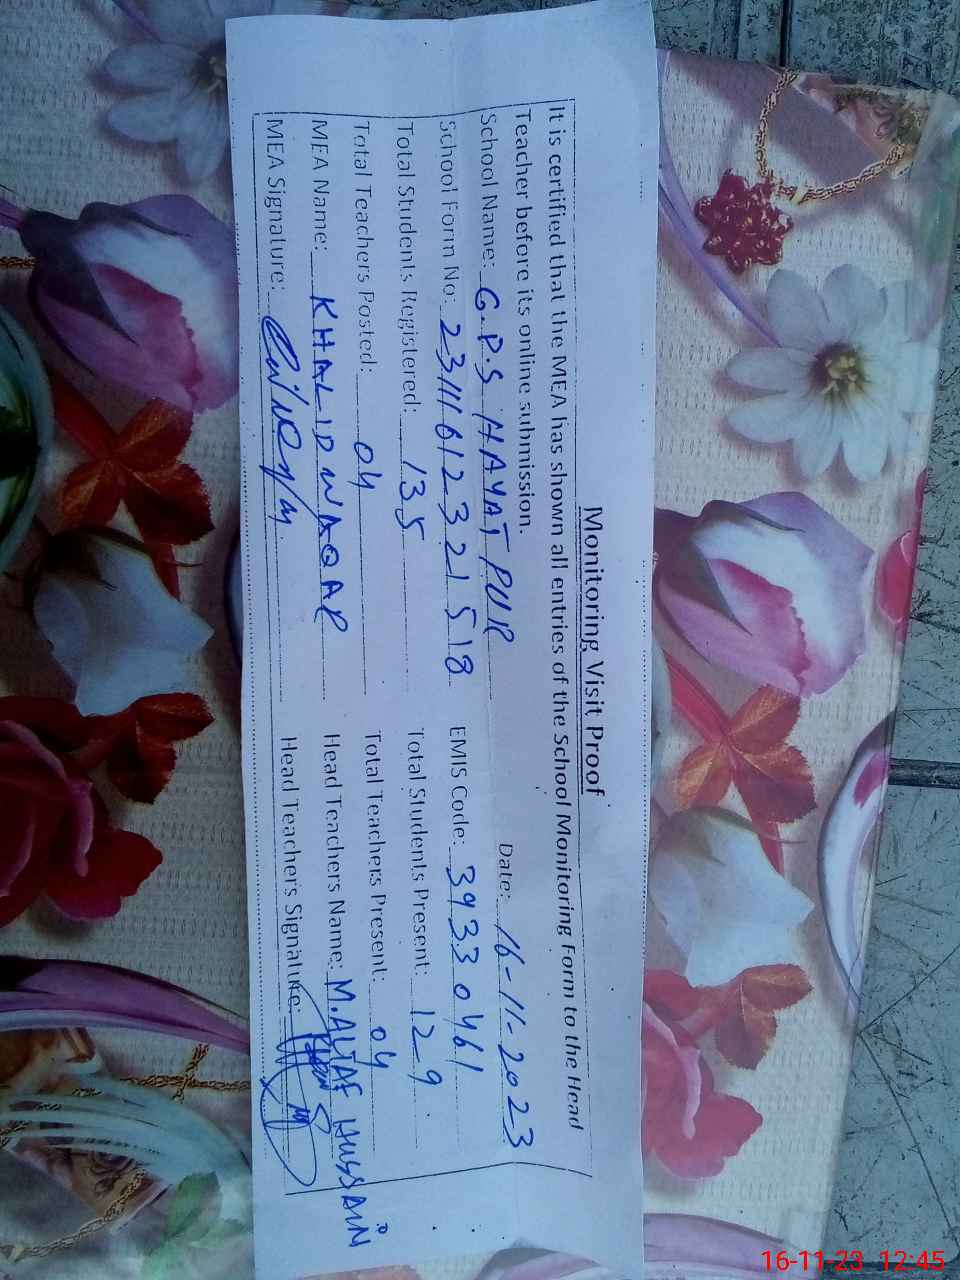 Monitoring Visit Proof
It is certified that the MEA has shown all entries of the School Monitoring Form to the Head
Teacher before its online submission.
School Name: G.P.S HAYAT PUR Date: 16-11-2023
School Form No: 231116123321518 EMIS Code: 39330461
Total Students Registered: 135 Total Students Present: 129
Total Teachers Posted: 04 Total Teachers Present: 04
MEA Name: KHALID WAQAR Head Teachers Name: M.ALTAF HUSSAIN
MEA Signature: Head Teachers Signature:
16-11-23 12:45